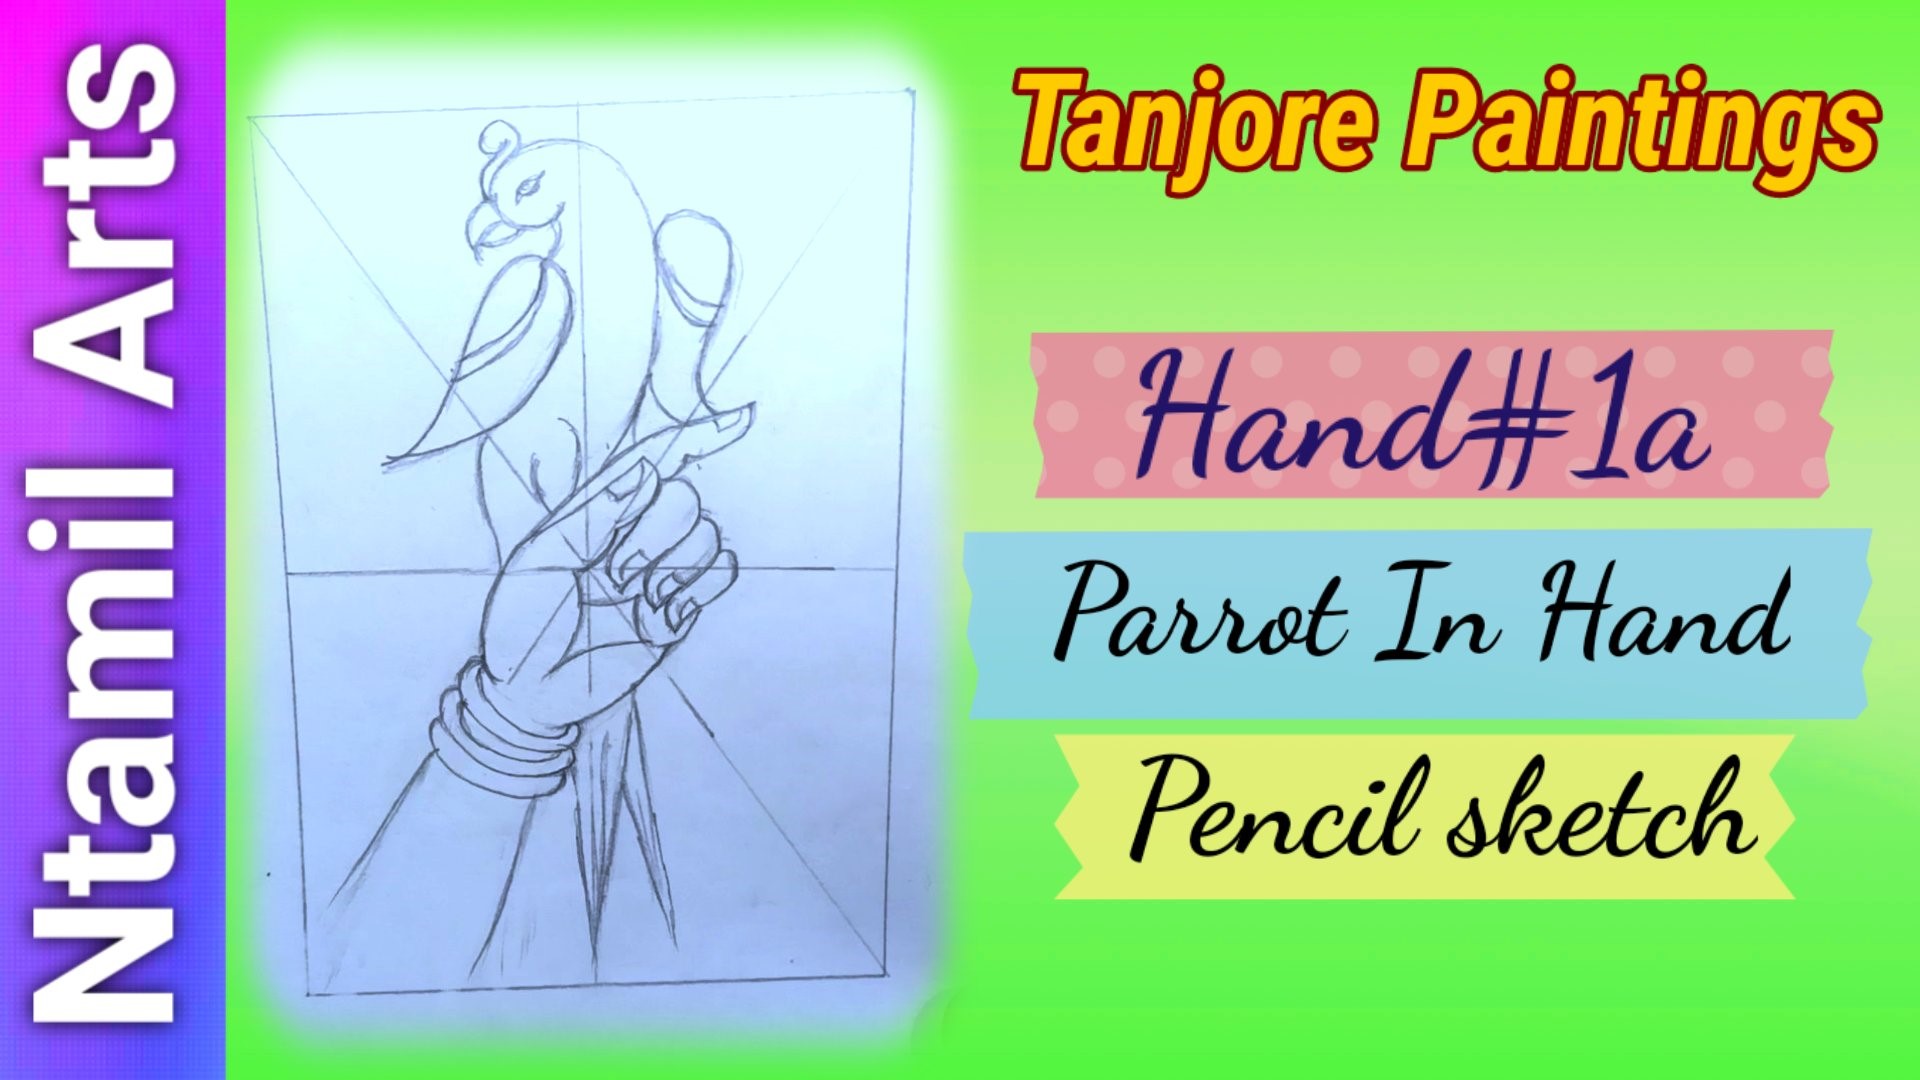 Ntamil Arts
Tanjore Paintings
Hand#1a
Parrot In Hand
Pencil sketch